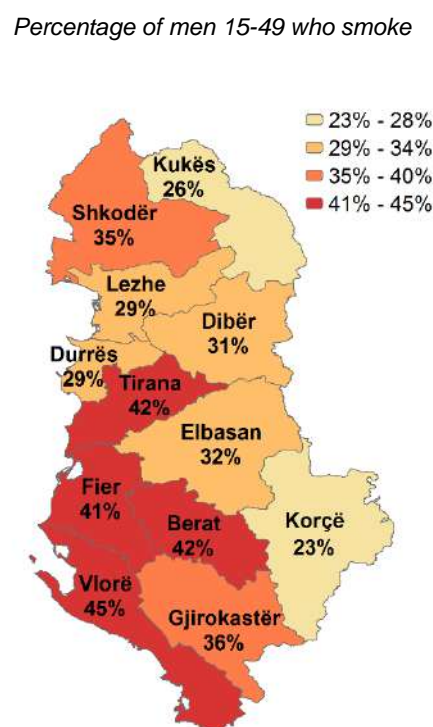 Percentage of men 15-49 who smoke
23% - 28%
29% - 34%
35% - 40%
41% - 45%
Kukës
26%
Shkodër
35%
Lezhe
29%
Dibër
31%
Durrës
29%
Tirana
42%
Elbasan
32%
Fier
41%
Berat
42%
Korçë
23%
Vlorë
45%
Gjirokastër
36%